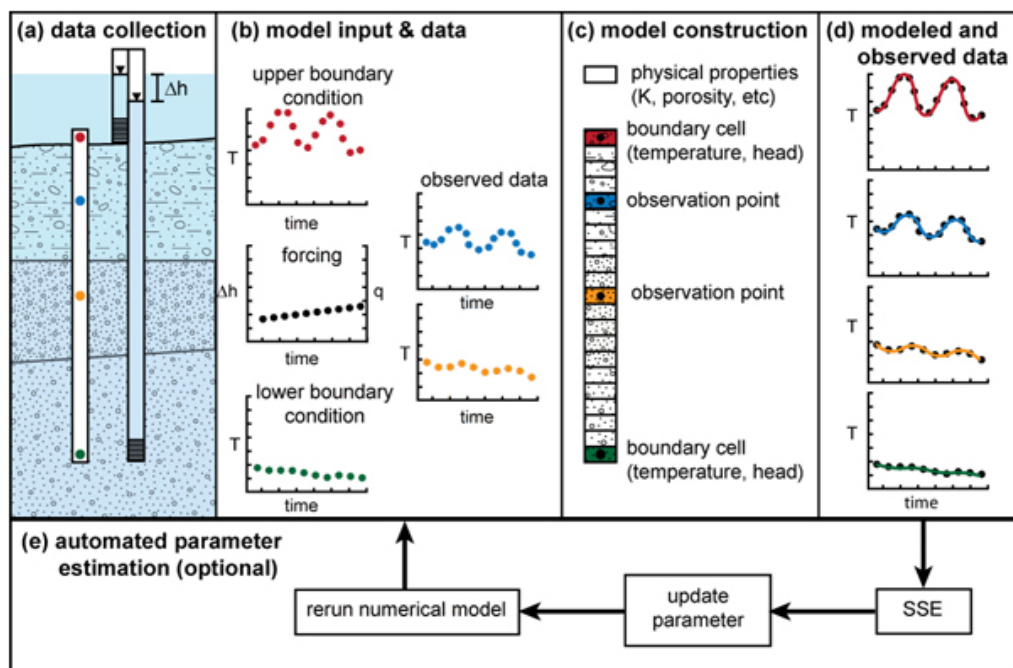 (a) data collection
Δh
(b) model input & data
upper boundary
condition
T
time
forcing
Δh
q
time
lower boundary
condition
T
time
observed data
T
time
T
time
(c) model construction
physical properties
(K, porosity, etc)
boundary cell
(temperature, head)
observation point
observation point
boundary cell
(temperature, head)
(d) modeled and
observed data
T
T
T
T
time
(e) automated parameter
estimation (optional)
rerun numerical model
update
parameter
SSE